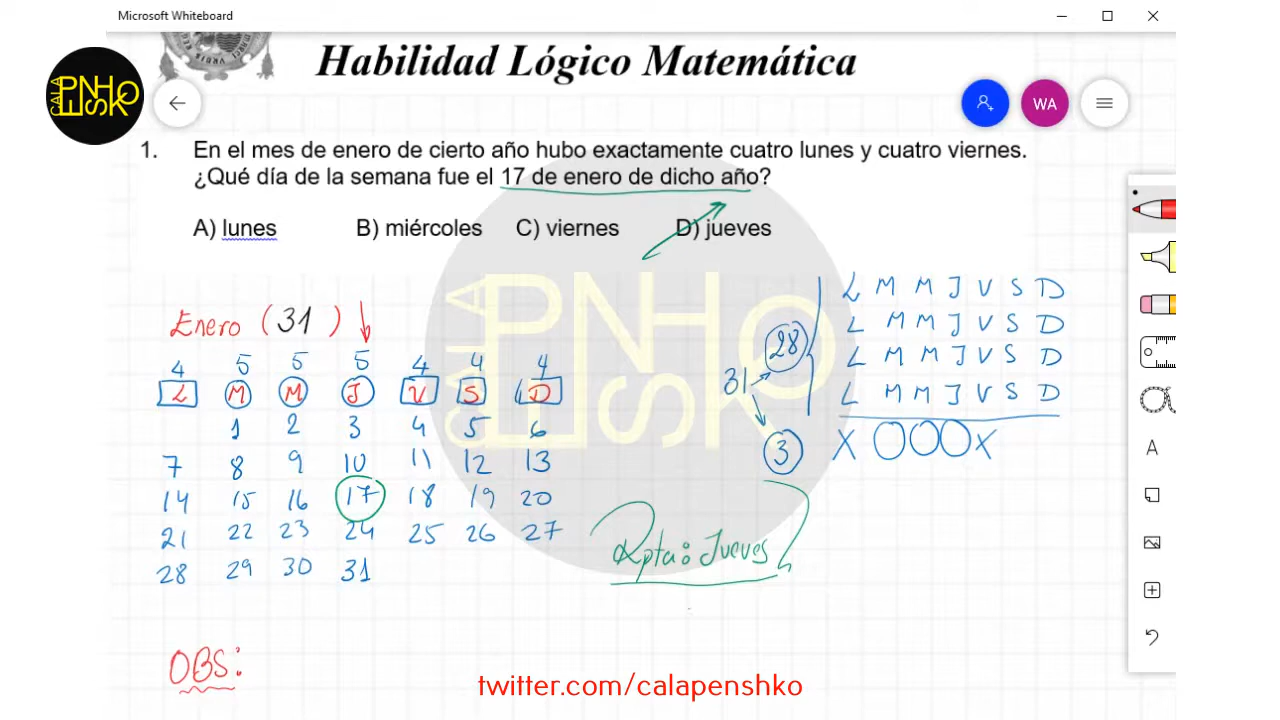 Microsoft Whiteboard
Habilidad Lógico Matemática
CALA
PENSHKO
WA
1. En el mes de enero de cierto año hubo exactamente cuatro lunes y cuatro viernes.
¿Qué día de la semana fue el 17 de enero de dicho año?
A) lunes B) miércoles C) viernes D) jueves
Enero (31)
4 5 5 5 4 4 4
L M M J V S D
1 2 3 4 5 6
7 8 9 10 11 12 13
14 15 16 17 18 19 20
21 22 23 24 25 26 27
28 29 30 31
31 28
3
L M M J V S D
L M M J V S D
L M M J V S D
L M M J V S D
X O O O X
Rpta: Jueves
OBS:
twitter.com/calapenshko
A